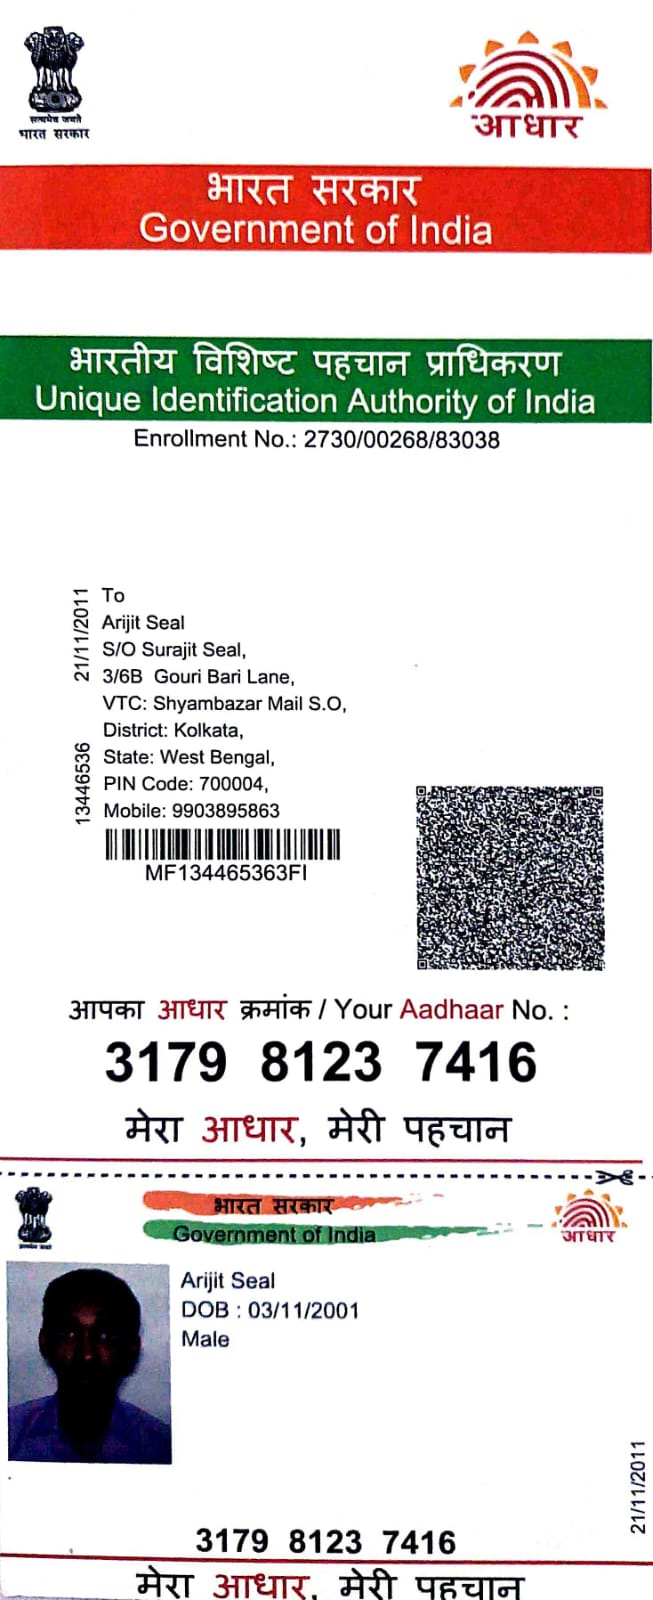 सत्यमेव जयते
भारत सरकार
आधार
भारत सरकार
Government of India
भारतीय विशिष्ट पहचान प्राधिकरण
Unique Identification Authority of India
Enrollment No.: 2730/00268/83038
21/11/2011
13446536
To
Arijit Seal
S/O Surajit Seal,
3/6B Gouri Bari Lane,
VTC: Shyambazar Mail S.O,
District: Kolkata,
State: West Bengal,
PIN Code: 700004,
Mobile: 9903895863
MF134465363FI
आपका आधार क्रमांक / Your Aadhaar No. :
3179 8123 7416
मेरा आधार, मेरी पहचान
भारत सरकार
Government of India
आधार
Arijit Seal
DOB : 03/11/2001
Male
21/11/2011
3179 8123 7416
मेरा आधार, मेरी पहचान